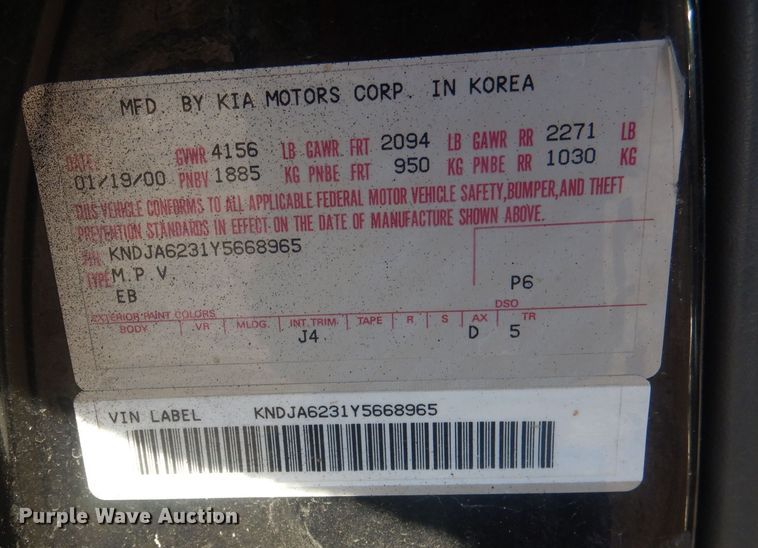 MFD. BY KIA MOTORS CORP. IN KOREA
DATE: GVWR 4156 LB GAWR. FRT 2094 LB GAWR RR 2271 LB
01/19/00 PNBV 1885 KG PNBE FRT 950 KG PNBE RR 1030 KG
THIS VEHICLE CONFORMS TO ALL APPLICABLE FEDERAL MOTOR VEHICLE SAFETY, BUMPER, AND THEFT
PREVENTION STANDARDS IN EFFECT ON THE DATE OF MANUFACTURE SHOWN ABOVE.
VIN: KNDJA6231Y5668965
TYPE M.P.V
EB P6
EXTERIOR PAINT COLORS DSO
BODY VR MLDG. INT. TRIM TAPE R S AX TR
J4 D 5
VIN LABEL KNDJA6231Y5668965
Purple Wave Auction